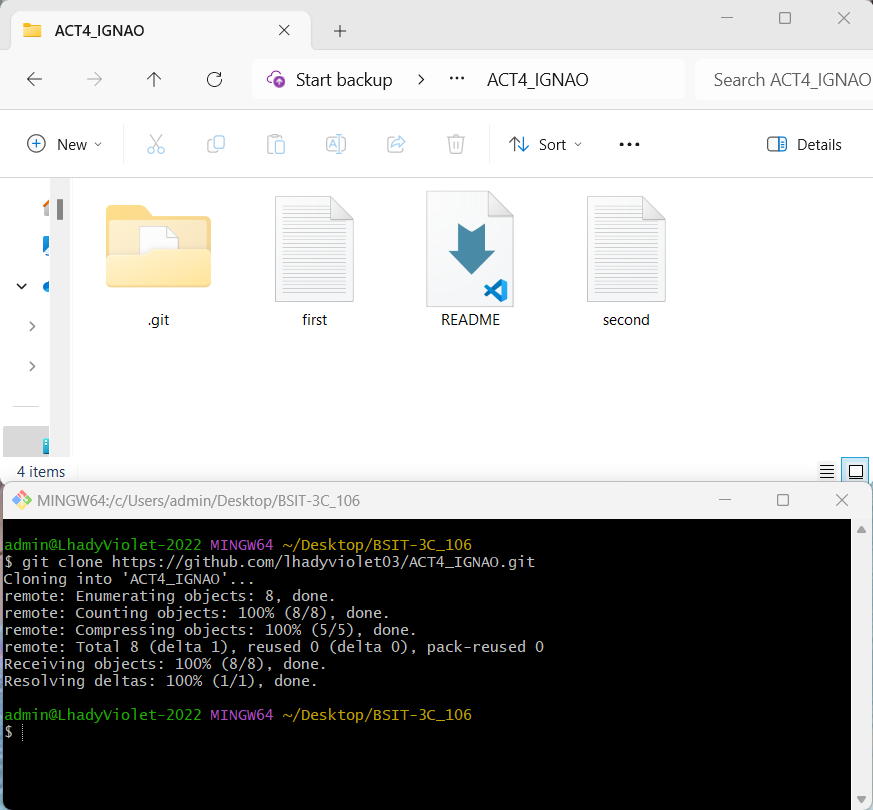 ACT4_IGNAO
Start backup ACT4_IGNAO Search ACT4_IGNAO
New Sort Details
.git first README second
4 items
MINGW64:/c/Users/admin/Desktop/BSIT-3C_106
admin@LhadyViolet-2022 MINGW64 ~/Desktop/BSIT-3C_106
$ git clone https://github.com/lhadyviolet03/ACT4_IGNAO.git
Cloning into 'ACT4_IGNAO'...
remote: Enumerating objects: 8, done.
remote: Counting objects: 100% (8/8), done.
remote: Compressing objects: 100% (5/5), done.
remote: Total 8 (delta 1), reused 0 (delta 0), pack-reused 0
Receiving objects: 100% (8/8), done.
Resolving deltas: 100% (1/1), done.
admin@LhadyViolet-2022 MINGW64 ~/Desktop/BSIT-3C_106
$